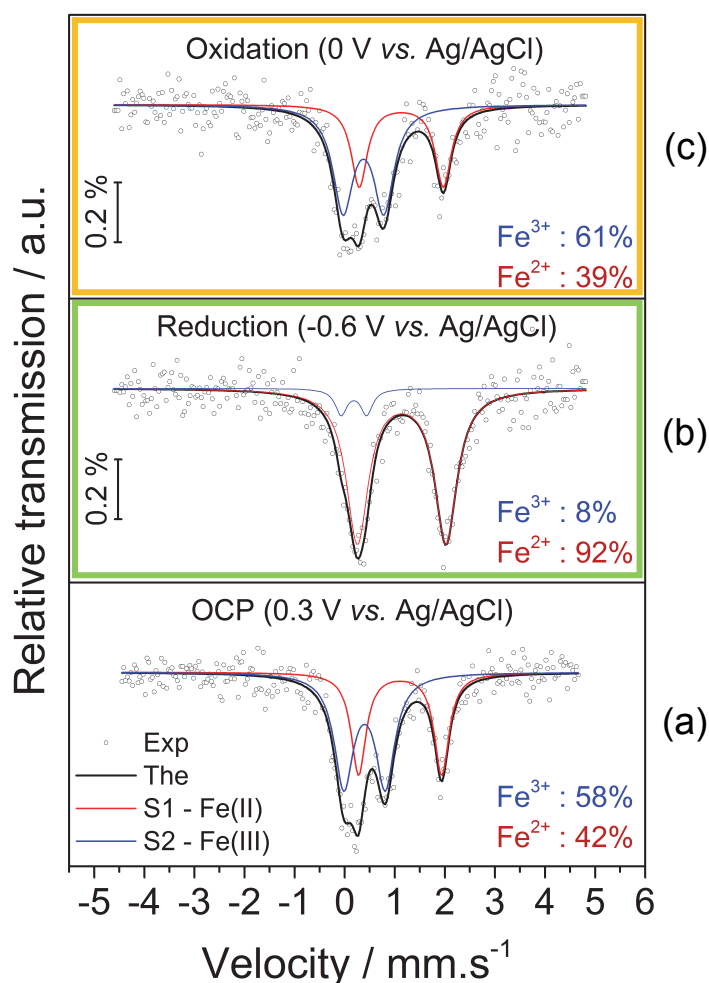 Oxidation (0 V vs. Ag/AgCl)
0.2 %
Fe³⁺ : 61%
Fe²⁺ : 39%
(c)
Reduction (-0.6 V vs. Ag/AgCl)
0.2 %
Fe³⁺ : 8%
Fe²⁺ : 92%
(b)
OCP (0.3 V vs. Ag/AgCl)
Exp
The
S1 - Fe(II)
S2 - Fe(III)
Fe³⁺ : 58%
Fe²⁺ : 42%
(a)
Relative transmission / a.u.
-5 -4 -3 -2 -1 0 1 2 3 4 5 6
Velocity / mm.s⁻¹